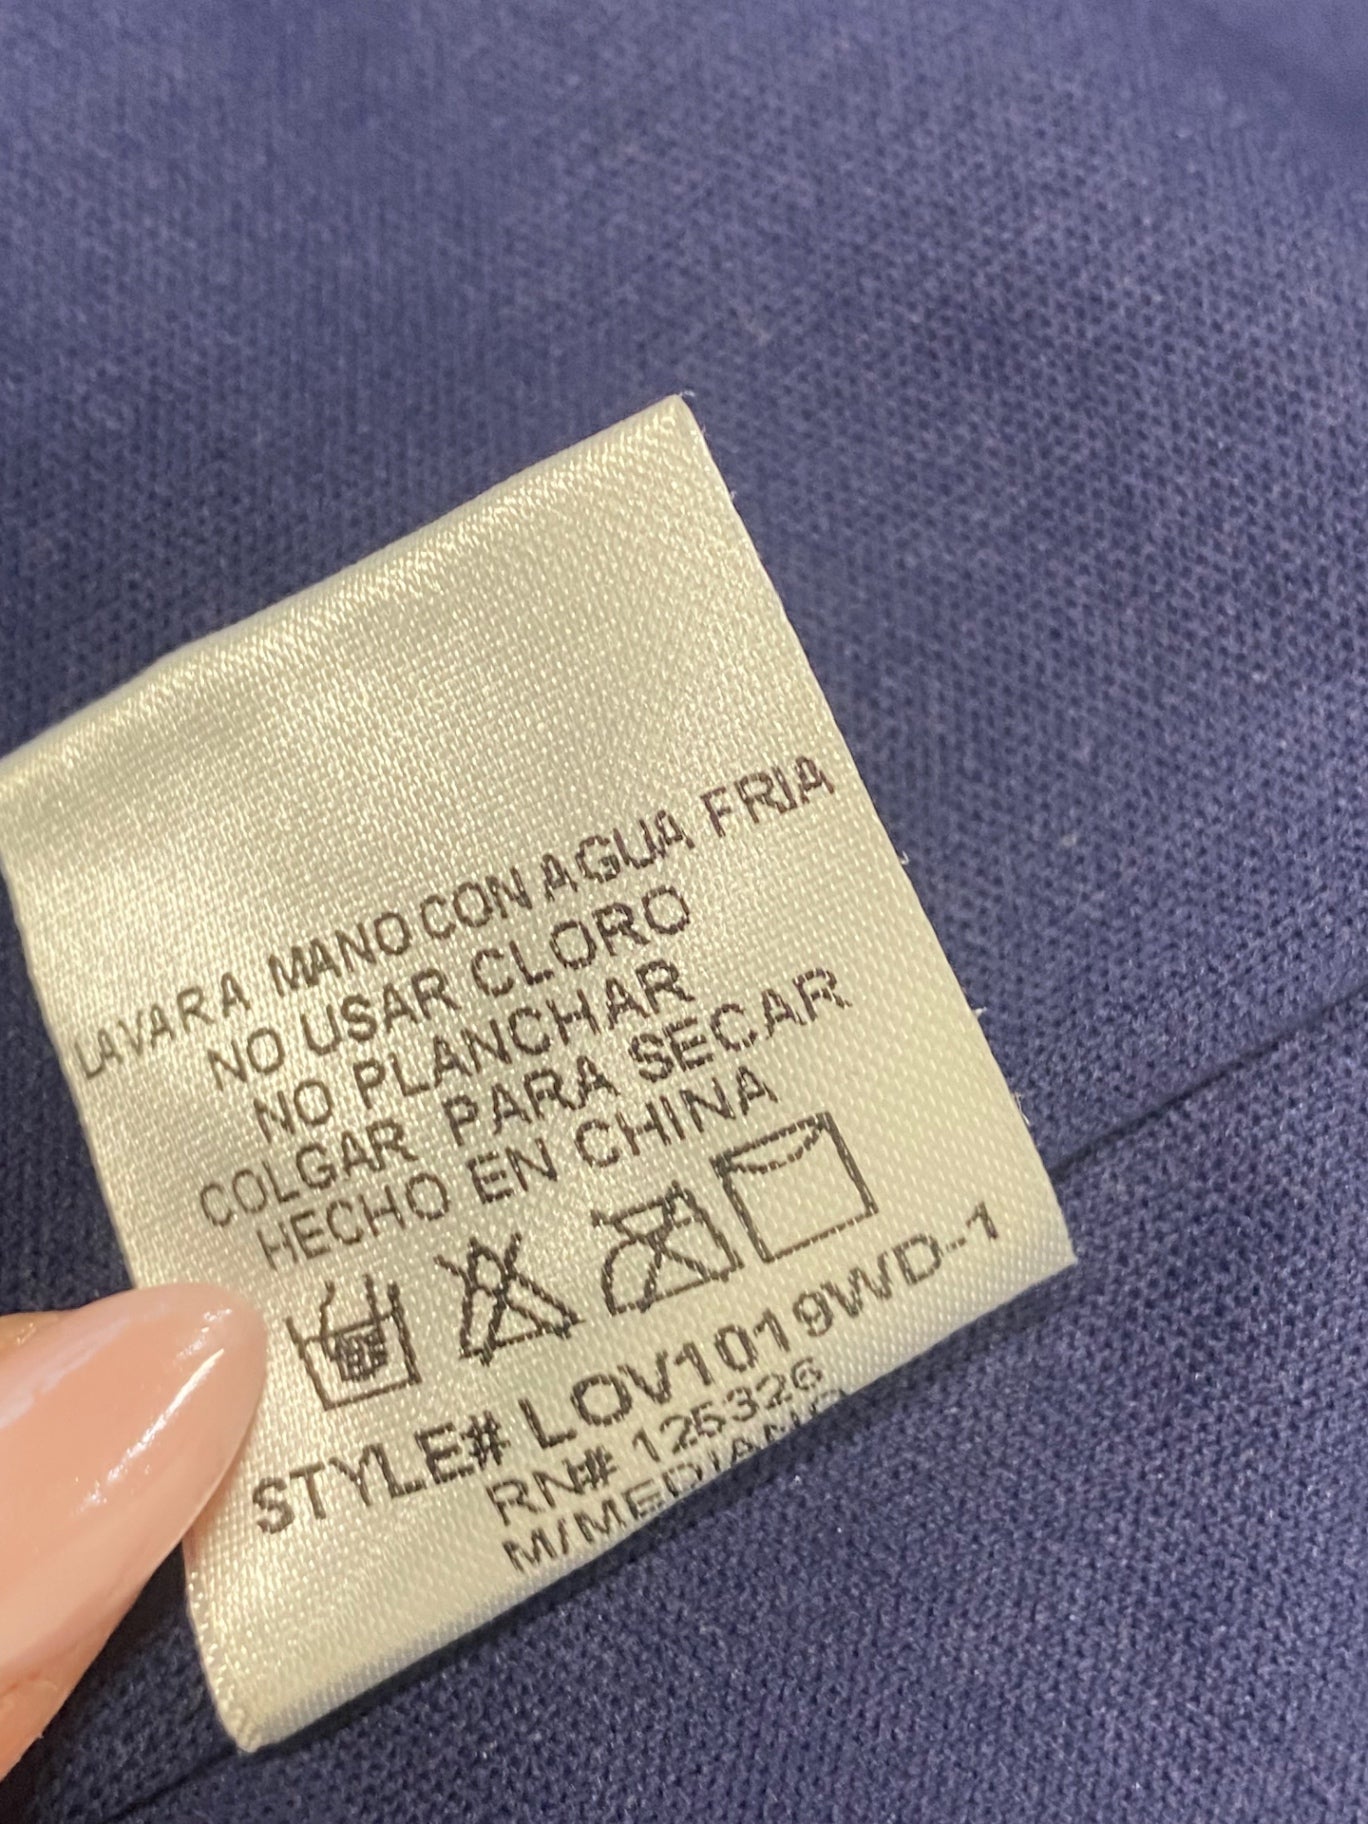 LAVAR A MANO CON AGUA FRIA
NO USAR CLORO
NO PLANCHAR
COLGAR PARA SECAR
HECHO EN CHINA
STYLE# LOV1019WD-1
RN# 125326
M/MEDIANO